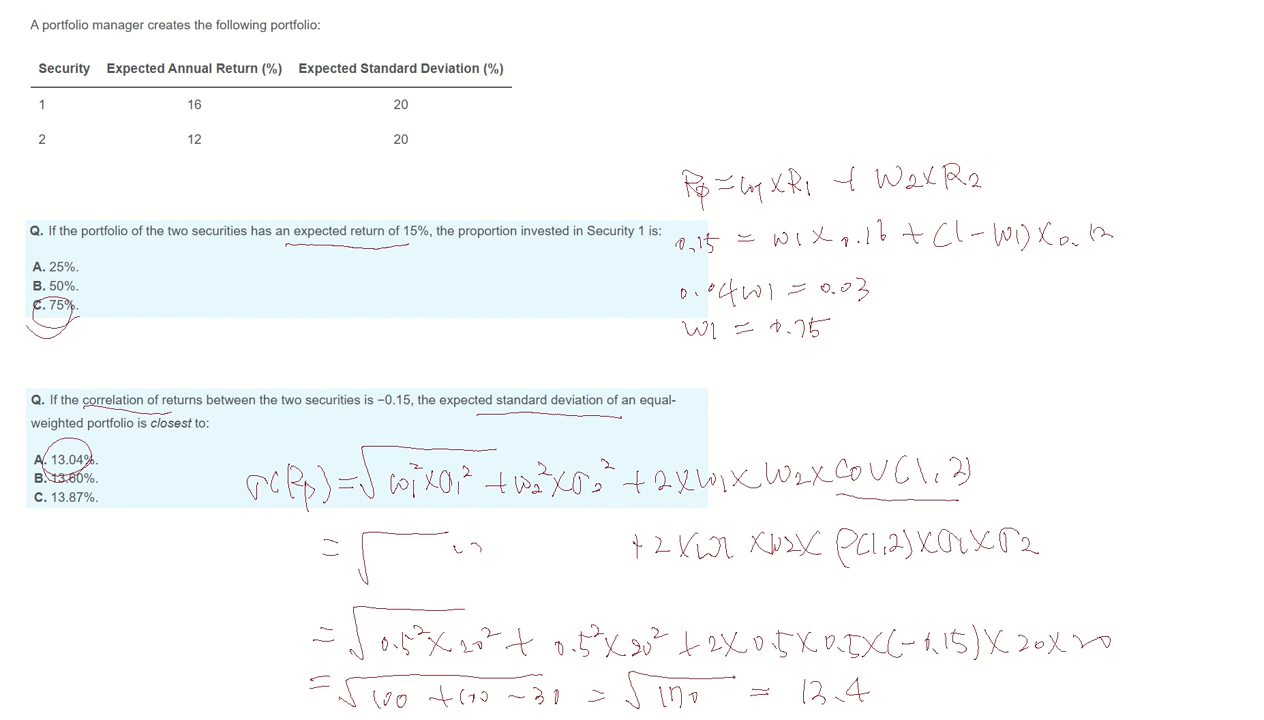 A portfolio manager creates the following portfolio:
Security Expected Annual Return (%) Expected Standard Deviation (%)
1 16 20
2 12 20
Rp = w1 × R1 + W2 × R2
Q. If the portfolio of the two securities has an expected return of 15%, the proportion invested in Security 1 is:
0.15 = w1 × 0.16 + (1 - w1) × 0.12
A. 25%.
B. 50%.
C. 75%.
0.04w1 = 0.03
w1 = 0.75
Q. If the correlation of returns between the two securities is −0.15, the expected standard deviation of an equal-
weighted portfolio is closest to:
A. 13.04%.
B. 13.60%.
C. 13.87%.
σ(Rp) = √w1² × σ1² + w2² × σ2² + 2 × w1 × w2 × COV(1,2)
= √ + 2 × w1 × w2 × ρ(1,2) × σ1 × σ2
= √0.5² × 20² + 0.5² × 20² + 2 × 0.5 × 0.5 × (-0.15) × 20 × 20
= √100 + 100 - 30 = √170 = 13.4